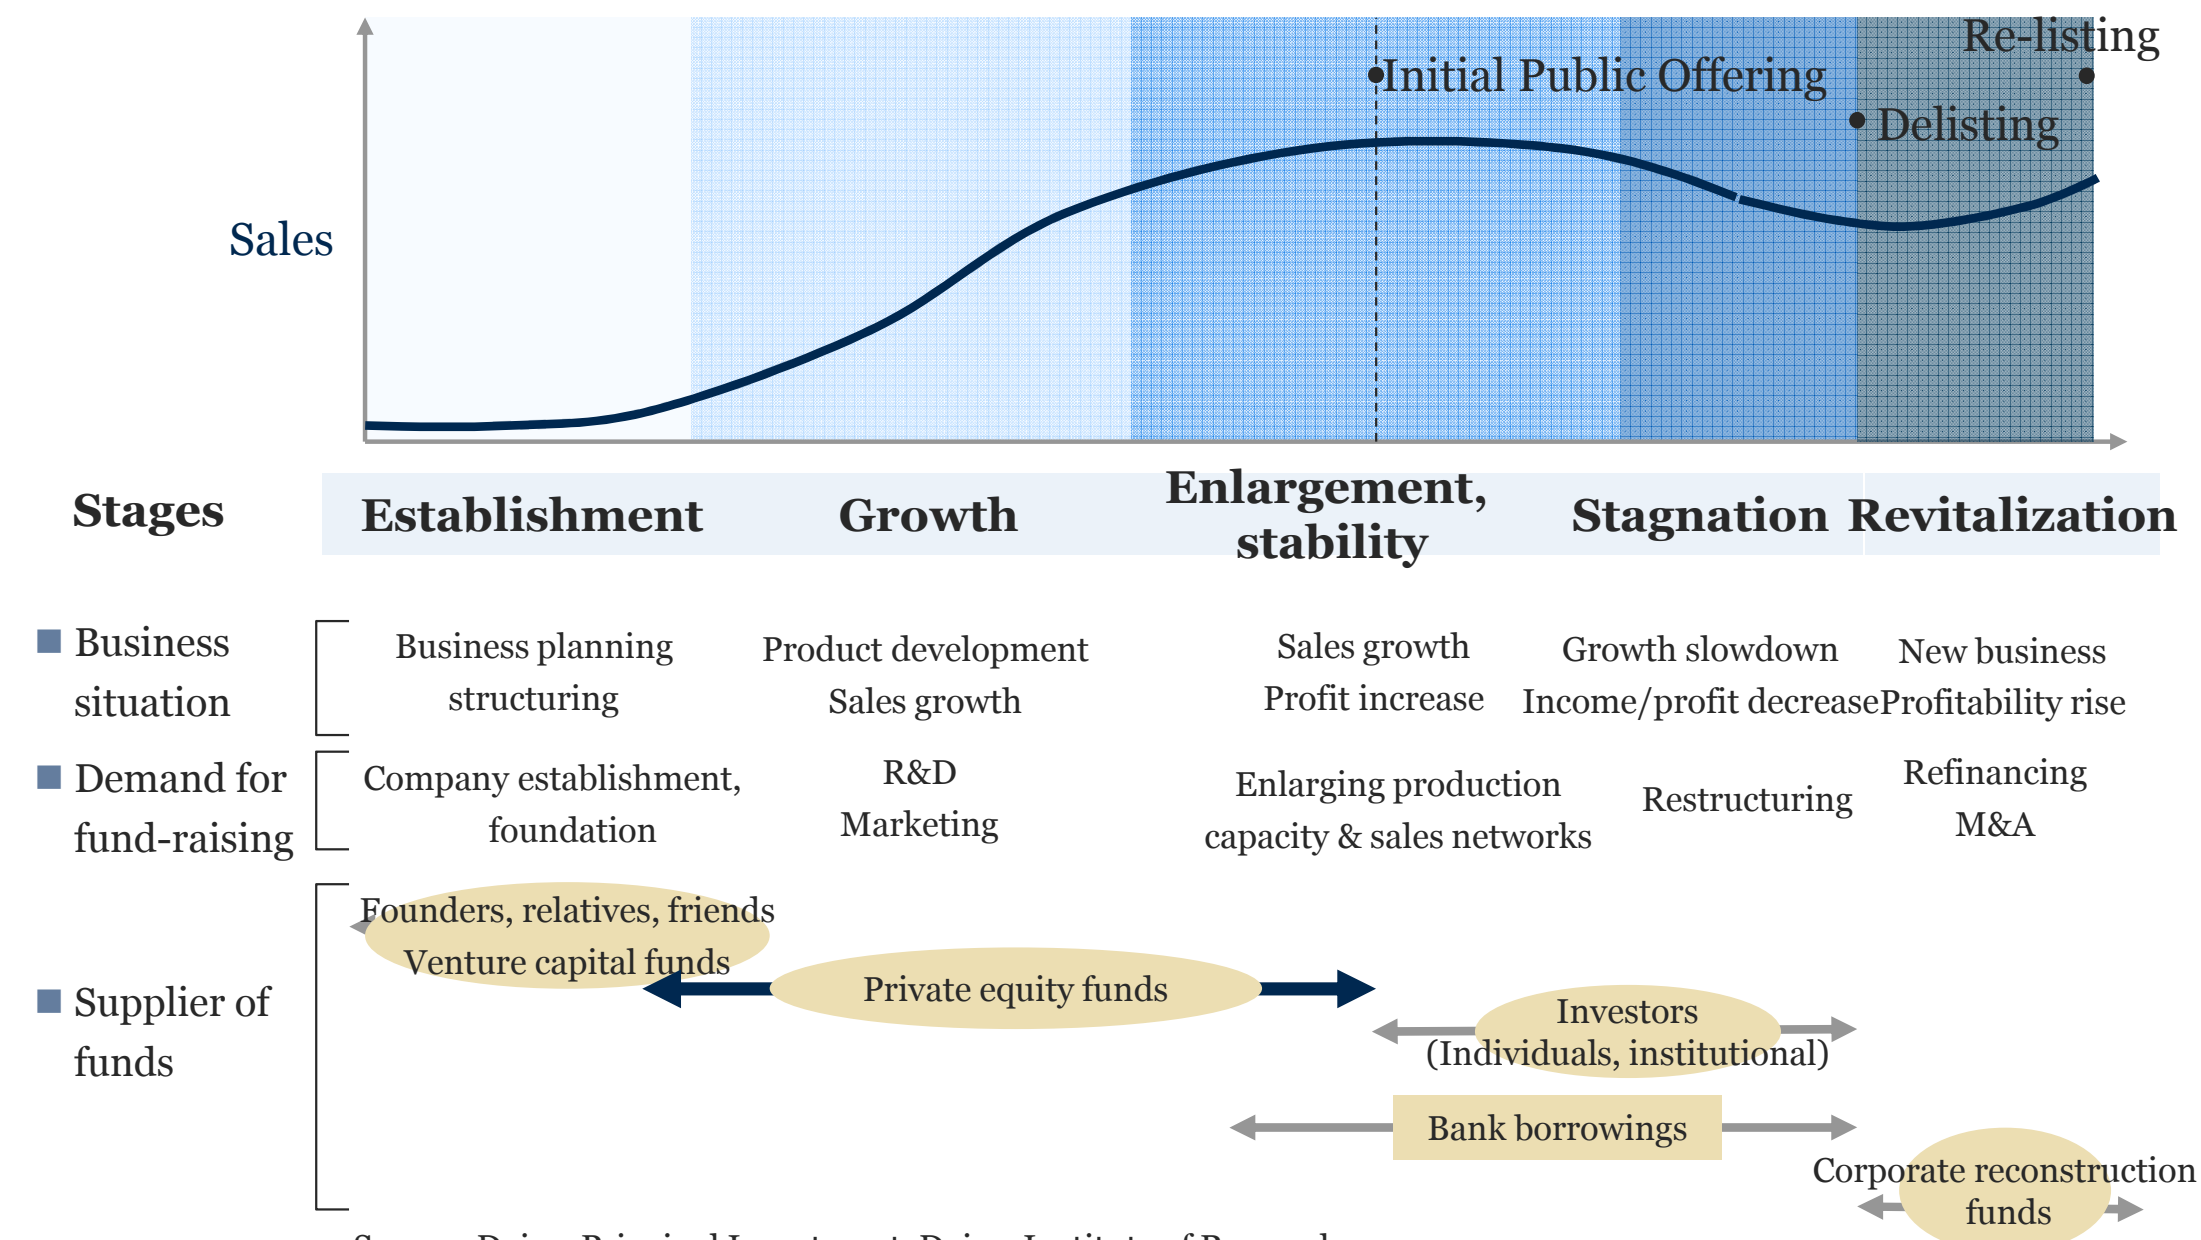 Re-listing
Initial Public Offering
Delisting
Sales
Stages
Establishment
Growth
Enlargement,
stability
Stagnation
Revitalization
Business
situation
Business planning
structuring
Product development
Sales growth
Sales growth
Profit increase
Growth slowdown
Income/profit decrease
New business
Profitability rise
Demand for
fund-raising
Company establishment,
foundation
R&D
Marketing
Enlarging production
capacity & sales networks
Restructuring
Refinancing
M&A
Supplier of
funds
Founders, relatives, friends
Venture capital funds
Private equity funds
Investors
(Individuals, institutional)
Bank borrowings
Corporate reconstruction
funds